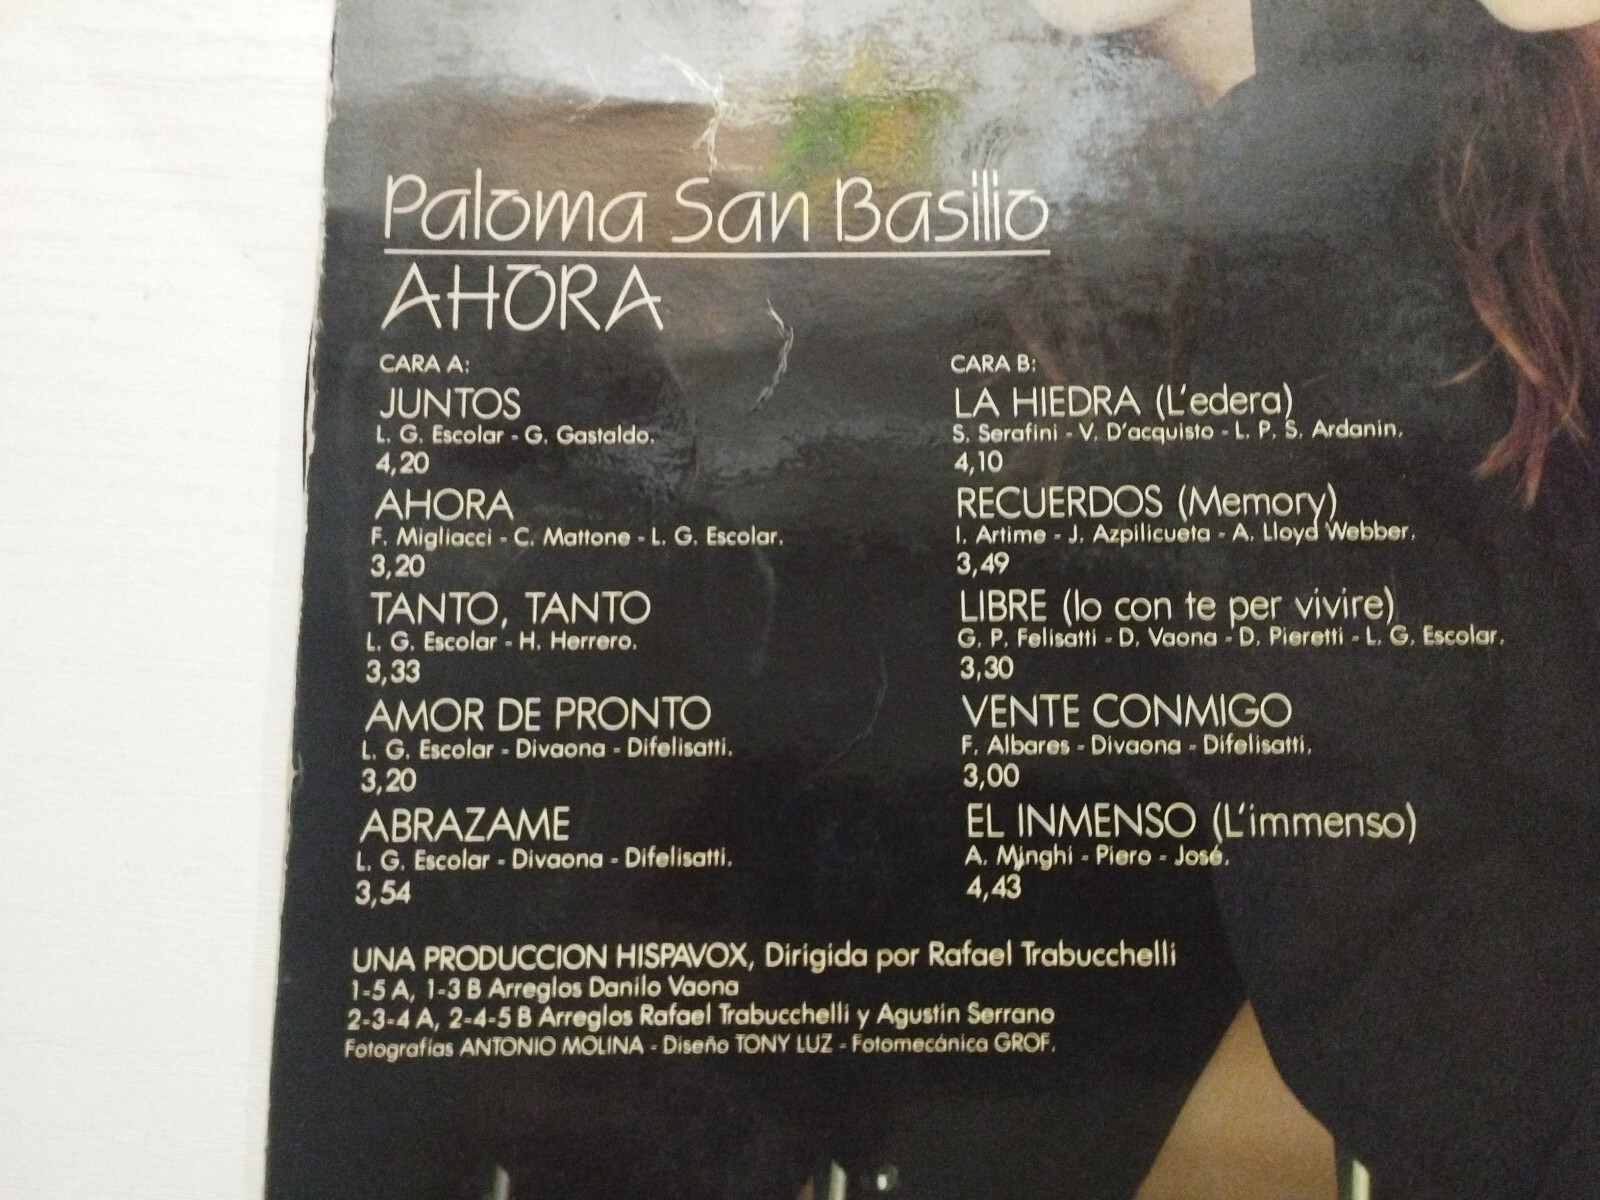 Paloma San Basilio
AHORA
CARA A:
JUNTOS
L. G. Escolar - G. Gastaldo.
4,20
AHORA
F. Migliacci - C. Mattone - L. G. Escolar.
3,20
TANTO, TANTO
L. G. Escolar - H. Herrero.
3,33
AMOR DE PRONTO
L. G. Escolar - Divaona - Difelisatti.
3,20
ABRAZAME
L. G. Escolar - Divaona - Difelisatti.
3,54
CARA B:
LA HIEDRA (L'edera)
S. Serafini - V. D'acquisto - L. P. S. Ardanin.
4,10
RECUERDOS (Memory)
I. Artime - J. Azpilicueta - A. Lloyd Webber.
3,49
LIBRE (Io con te per vivire)
G. P. Felisatti - D. Vaona - D. Pieretti - L. G. Escolar.
3,30
VENTE CONMIGO
F. Albares - Divaona - Difelisatti.
3,00
EL INMENSO (L'immenso)
A. Minghi - Piero - José.
4,43
UNA PRODUCCION HISPAVOX, Dirigida por Rafael Trabucchelli
1-5 A, 1-3 B Arreglos Danilo Vaona
2-3-4 A, 2-4-5 B Arreglos Rafael Trabucchelli y Agustin Serrano
Fotografías ANTONIO MOLINA - Diseño TONY LUZ - Fotomecánica GROF.